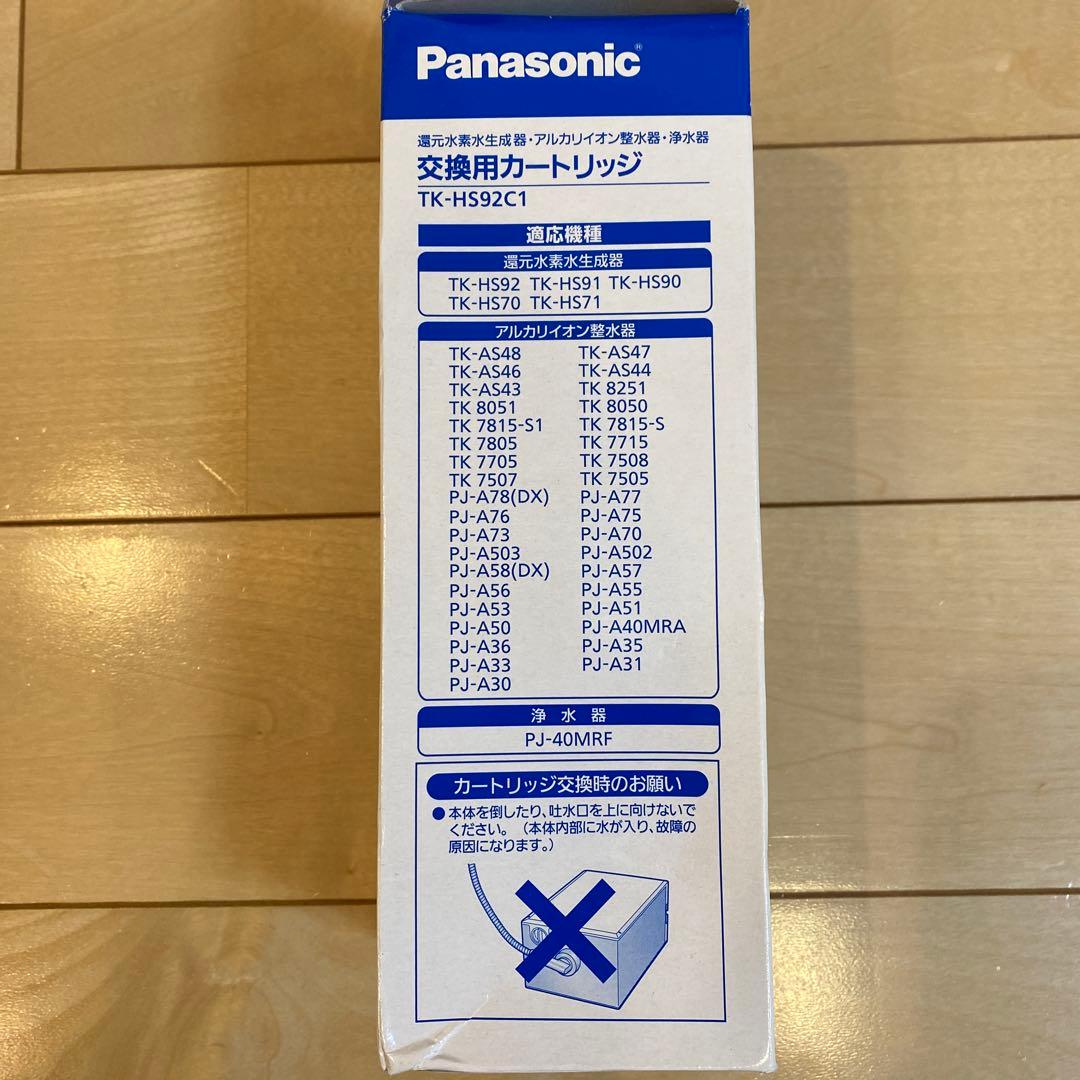 Panasonic®
還元水素水生成器・アルカリイオン整水器・浄水器
交換用カートリッジ
TK-HS92C1
適応機種
還元水素水生成器
TK-HS92 TK-HS91 TK-HS90
TK-HS70 TK-HS71
アルカリイオン整水器
TK-AS48 TK-AS47
TK-AS46 TK-AS44
TK-AS43 TK 8251
TK 8051 TK 8050
TK 7815-S1 TK 7815-S
TK 7805 TK 7715
TK 7705 TK 7508
TK 7507 TK 7505
PJ-A78(DX) PJ-A77
PJ-A76 PJ-A75
PJ-A73 PJ-A70
PJ-A503 PJ-A502
PJ-A58(DX) PJ-A57
PJ-A56 PJ-A55
PJ-A53 PJ-A51
PJ-A50 PJ-A40MRA
PJ-A36 PJ-A35
PJ-A33 PJ-A31
PJ-A30
浄水器
PJ-40MRF
カートリッジ交換時のお願い
●本体を倒したり、吐水口を上に向けないで
ください。(本体内部に水が入り、故障の
原因になります。)